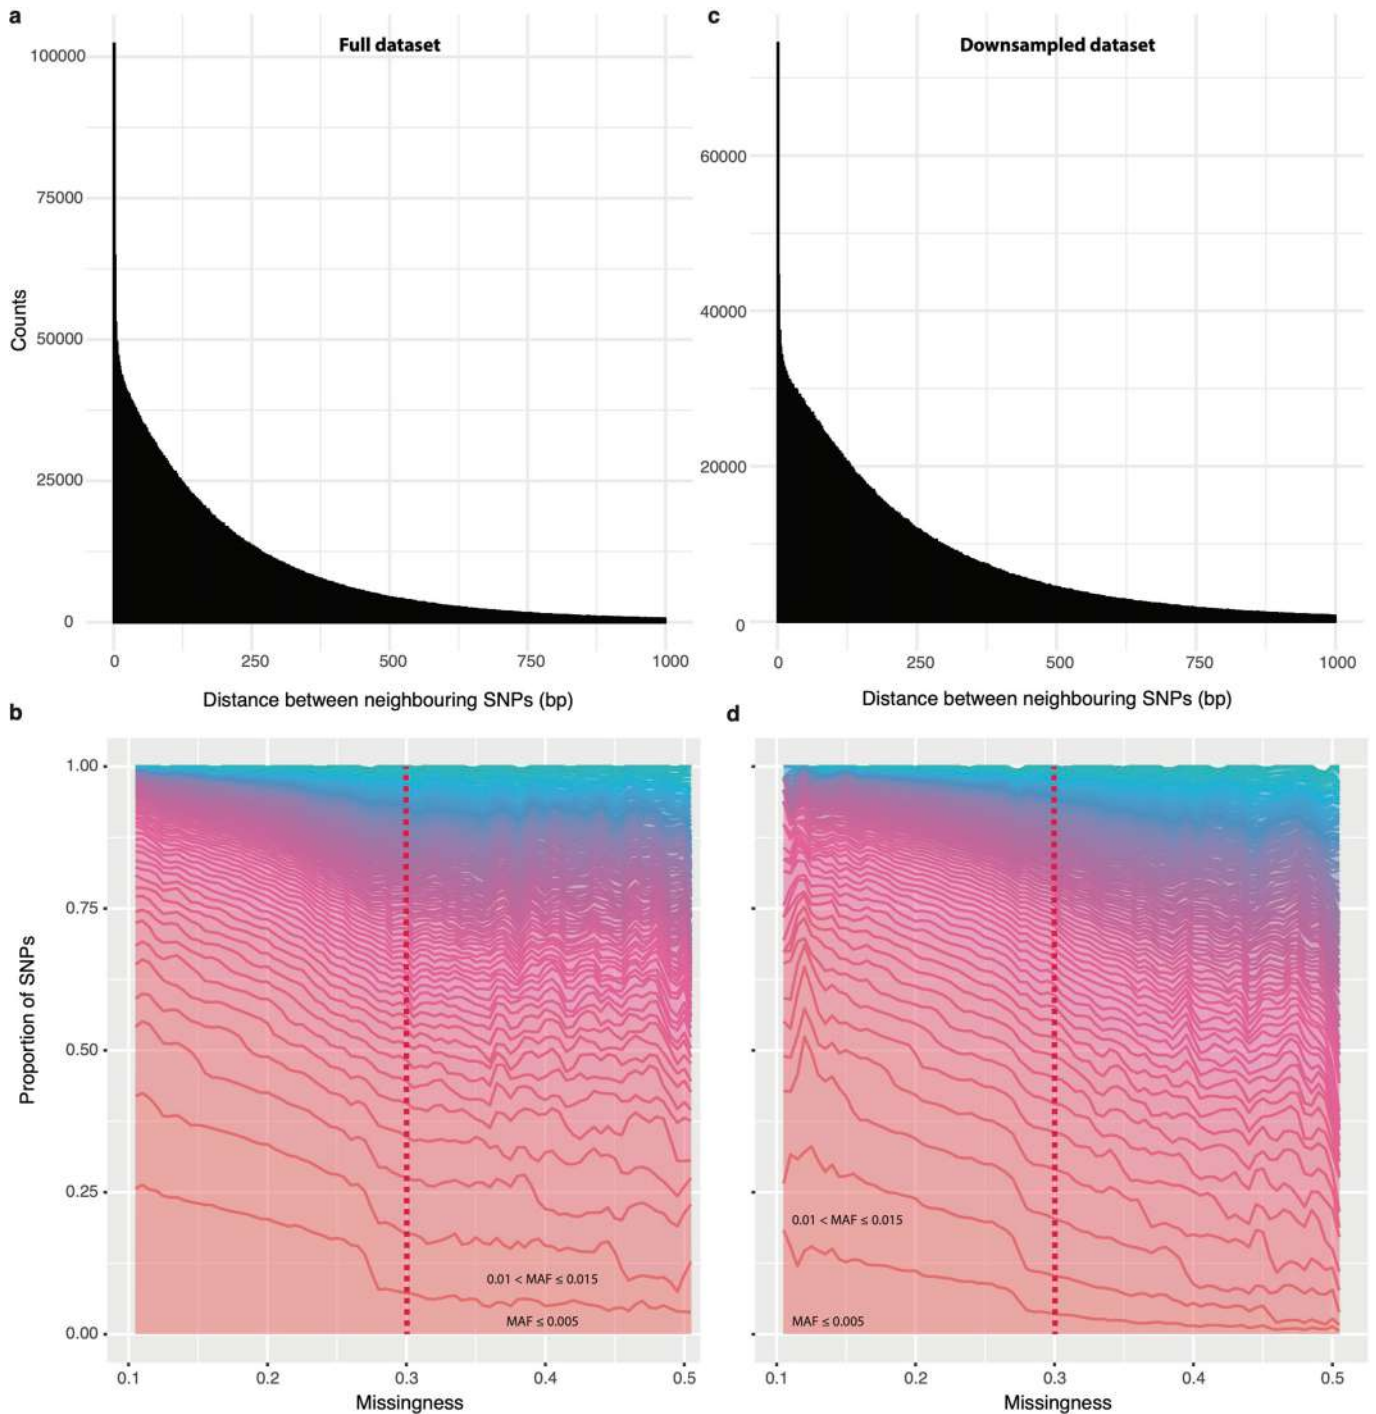 a
Full dataset
100000
75000
50000
25000
0
Counts
0 250 500 750 1000
Distance between neighbouring SNPs (bp)
c
Downsampled dataset
60000
40000
20000
0
0 250 500 750 1000
Distance between neighbouring SNPs (bp)
b
1.00
0.75
0.50
0.25
0.00
Proportion of SNPs
0.01 < MAF ≤ 0.015
MAF ≤ 0.005
0.1 0.2 0.3 0.4 0.5
Missingness
d
0.01 < MAF ≤ 0.015
MAF ≤ 0.005
0.1 0.2 0.3 0.4 0.5
Missingness